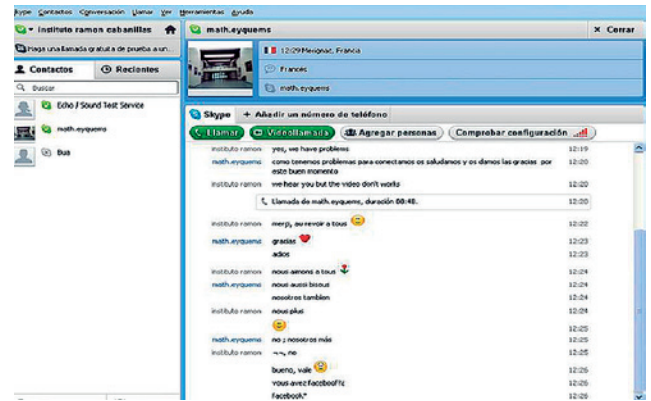 Skype Contactos Conversación Llamar Ver Herramientas Ayuda
instituto ramon cabanillas
math.eyquems
× Cerrar
Haga una llamada gratuita de prueba a un...
12:29 Merignac, Francia
Contactos
Recientes
Francés
Buscar
math.eyquems
Echo / Sound Test Service
math.eyquems
Bua
Skype + Añadir un número de teléfono
Llamar
Videollamada
Agregar personas
Comprobar configuración
instituto ramon yes, we have problems 12:19
math.eyquems como tenemos problemas para conectamos os saludamos y os damos las gracias por 12:20
este buen momento
instituto ramon we hear you but the video don't works 12:20
Llamada de math.eyquems, duración 00:48. 12:20
instituto ramon merçi, au revoir a tous 12:22
math.eyquems gracias 12:23
adios 12:23
instituto ramon nous aimons a tous 12:24
math.eyquems nous aussi bisous 12:24
nosotros tambien 12:24
instituto ramon nous plus 12:24
12:25
math.eyquems no ; nosotros más 12:25
instituto ramon ¬¬, no 12:25
bueno, vale 12:26
vous avez 12:26
facebook* 12:26